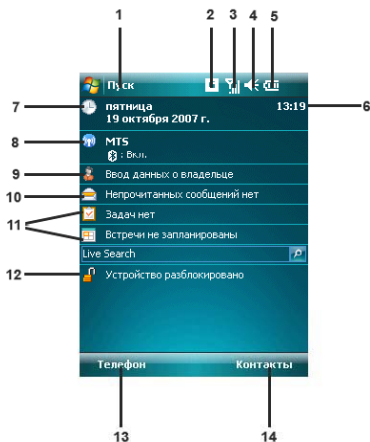 1 2 3 4 5
Пуск
7 пятница 13:19 6
19 октября 2007 г.
8 MTS
: Вкл.
9 Ввод данных о владельце
10 Непрочитанных сообщений нет
11 Задач нет
Встречи не запланированы
Live Search
12 Устройство разблокировано
Телефон Контакты
13 14